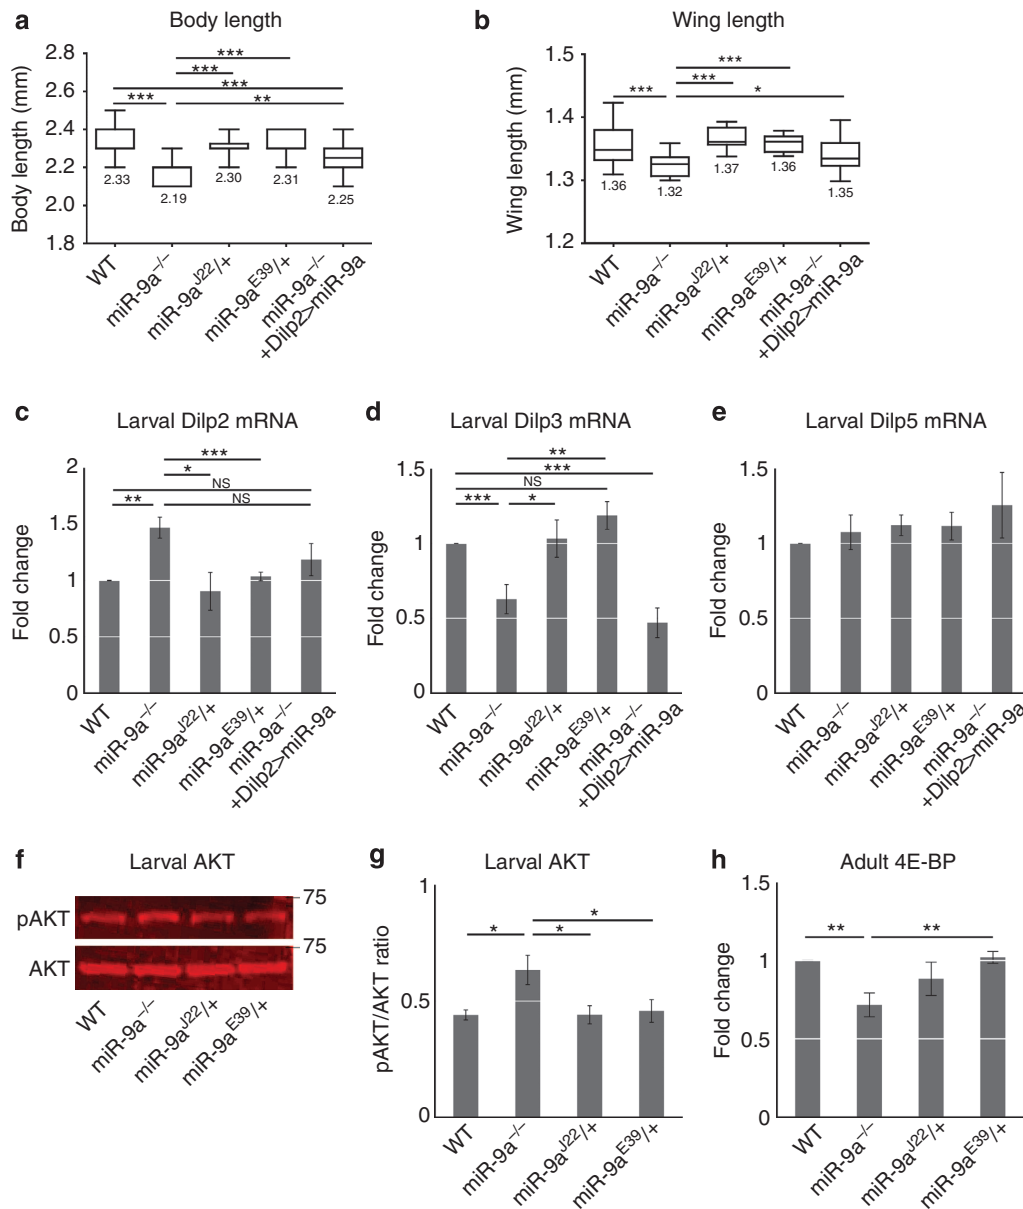 a
Body length
Body length (mm)
2.8
2.6
2.4
2.2
2.0
1.8
***
***
***
***
**
2.33
2.19
2.30
2.31
2.25
WT
miR-9a⁻/⁻
miR-9aᴶ²²/⁺
miR-9aᴱ³⁹/⁺
miR-9a⁻/⁻
+Dilp2>miR-9a
b
Wing length
Wing length (mm)
1.5
1.4
1.3
1.2
***
***
***
*
1.36
1.32
1.37
1.36
1.35
WT
miR-9a⁻/⁻
miR-9aᴶ²²/⁺
miR-9aᴱ³⁹/⁺
miR-9a⁻/⁻
+Dilp2>miR-9a
c
Larval Dilp2 mRNA
Fold change
2
1.5
1
0.5
0
***
*
NS
**
NS
WT
miR-9a⁻/⁻
miR-9aᴶ²²/⁺
miR-9aᴱ³⁹/⁺
miR-9a⁻/⁻
+Dilp2>miR-9a
d
Larval Dilp3 mRNA
Fold change
1.5
1
0.5
0
**
***
NS
***
*
WT
miR-9a⁻/⁻
miR-9aᴶ²²/⁺
miR-9aᴱ³⁹/⁺
miR-9a⁻/⁻
+Dilp2>miR-9a
e
Larval Dilp5 mRNA
Fold change
1.5
1
0.5
0
WT
miR-9a⁻/⁻
miR-9aᴶ²²/⁺
miR-9aᴱ³⁹/⁺
miR-9a⁻/⁻
+Dilp2>miR-9a
f
Larval AKT
pAKT
75
AKT
75
WT
miR-9a⁻/⁻
miR-9aᴶ²²/⁺
miR-9aᴱ³⁹/⁺
g
Larval AKT
pAKT/AKT ratio
1
0.5
0
*
*
*
WT
miR-9a⁻/⁻
miR-9aᴶ²²/⁺
miR-9aᴱ³⁹/⁺
h
Adult 4E-BP
Fold change
1.5
1
0.5
0
**
**
WT
miR-9a⁻/⁻
miR-9aᴶ²²/⁺
miR-9aᴱ³⁹/⁺